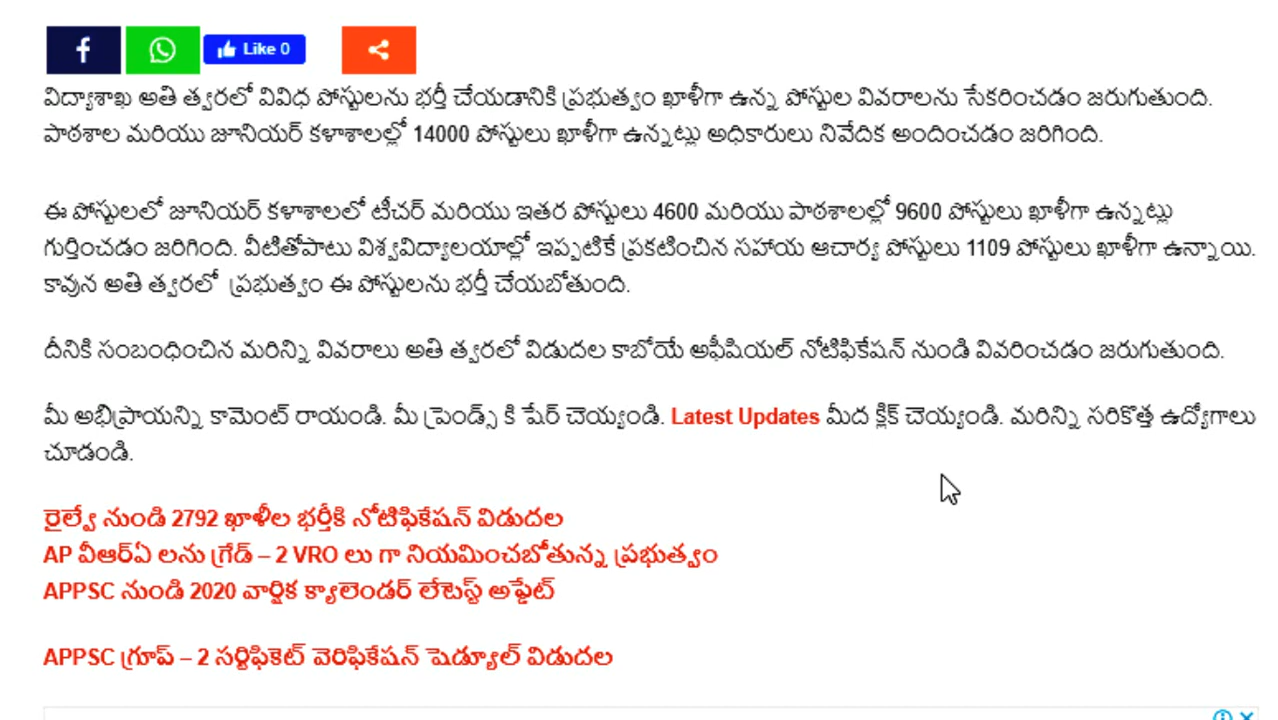 Like 0
విద్యాశాఖ అతి త్వరలో వివిధ పోస్టులను భర్తీ చేయడానికి ప్రభుత్వం ఖాళీగా ఉన్న పోస్టుల వివరాలను సేకరించడం జరుగుతుంది.
పాఠశాల మరియు జూనియర్ కళాశాలల్లో 14000 పోస్టులు ఖాళీగా ఉన్నట్లు అధికారులు నివేదిక అందించడం జరిగింది.
ఈ పోస్టులలో జూనియర్ కళాశాలలో టీచర్ మరియు ఇతర పోస్టులు 4600 మరియు పాఠశాలల్లో 9600 పోస్టులు ఖాళీగా ఉన్నట్లు
గుర్తించడం జరిగింది. వీటితోపాటు విశ్వవిద్యాలయాల్లో ఇప్పటికే ప్రకటించిన సహాయ ఆచార్య పోస్టులు 1109 పోస్టులు ఖాళీగా ఉన్నాయి.
కావున అతి త్వరలో ప్రభుత్వం ఈ పోస్టులను భర్తీ చేయబోతుంది.
దీనికి సంబంధించిన మరిన్ని వివరాలు అతి త్వరలో విడుదల కాబోయే అఫీషియల్ నోటిఫికేషన్ నుండి వివరించడం జరుగుతుంది.
మీ అభిప్రాయన్ని కామెంట్ రాయండి. మీ ప్రెండ్స్ కి షేర్ చెయ్యండి. Latest Updates మీద క్లిక్ చెయ్యండి. మరిన్ని సరికొత్త ఉద్యోగాలు
చూడండి.
రైల్వే నుండి 2792 ఖాళీల భర్తీకి నోటిఫికేషన్ విడుదల
AP వీఆర్ఏ లను గ్రేడ్ – 2 VRO లు గా నియమించబోతున్న ప్రభుత్వం
APPSC నుండి 2020 వార్షిక క్యాలెండర్ లేటెస్ట్ అప్డేట్
APPSC గ్రూప్ – 2 సర్టిఫికెట్ వెరిఫికేషన్ షెడ్యూల్ విడుదల